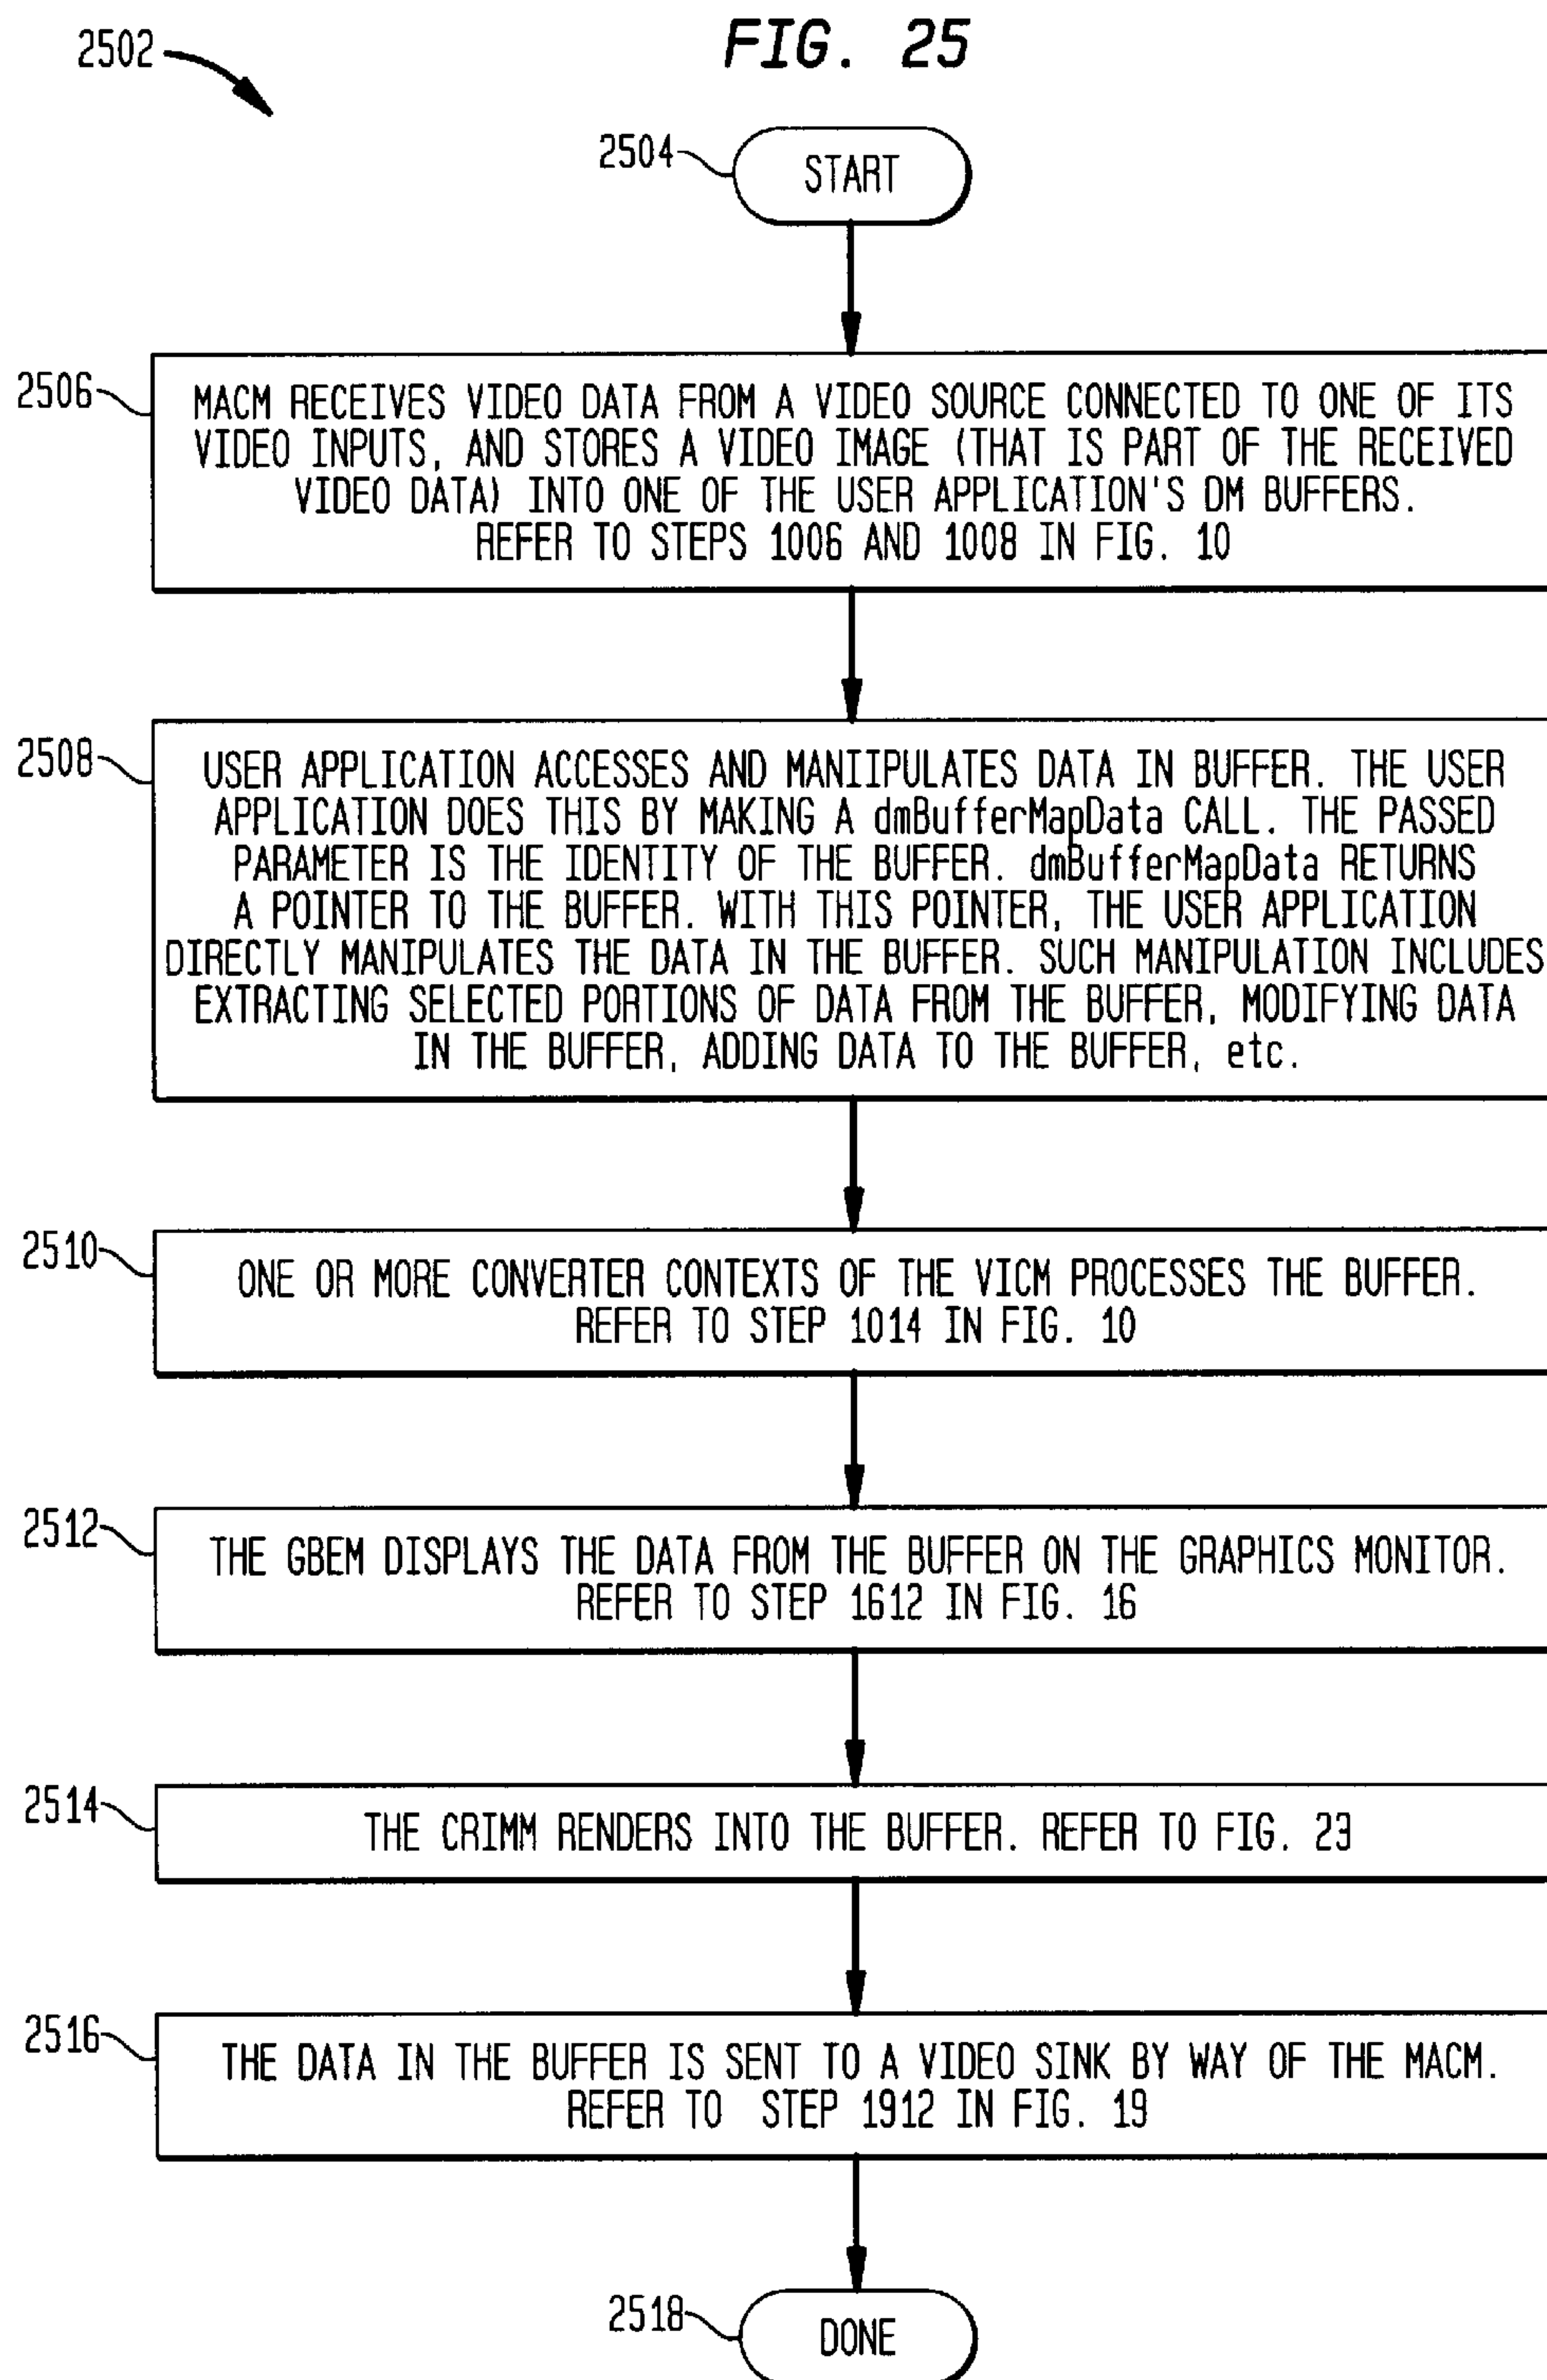 FIG. 25
2502
2504
START
2506
MACM RECEIVES VIDEO DATA FROM A VIDEO SOURCE CONNECTED TO ONE OF ITS
VIDEO INPUTS, AND STORES A VIDEO IMAGE (THAT IS PART OF THE RECEIVED
VIDEO DATA) INTO ONE OF THE USER APPLICATION'S DM BUFFERS.
REFER TO STEPS 1006 AND 1008 IN FIG. 10
2508
USER APPLICATION ACCESSES AND MANIIPULATES DATA IN BUFFER. THE USER
APPLICATION DOES THIS BY MAKING A dmBufferMapData CALL. THE PASSED
PARAMETER IS THE IDENTITY OF THE BUFFER. dmBufferMapData RETURNS
A POINTER TO THE BUFFER. WITH THIS POINTER, THE USER APPLICATION
DIRECTLY MANIPULATES THE DATA IN THE BUFFER. SUCH MANIPULATION INCLUDES
EXTRACTING SELECTED PORTIONS OF DATA FROM THE BUFFER, MODIFYING DATA
IN THE BUFFER, ADDING DATA TO THE BUFFER, etc.
2510
ONE OR MORE CONVERTER CONTEXTS OF THE VICM PROCESSES THE BUFFER.
REFER TO STEP 1014 IN FIG. 10
2512
THE GBEM DISPLAYS THE DATA FROM THE BUFFER ON THE GRAPHICS MONITOR.
REFER TO STEP 1612 IN FIG. 16
2514
THE CRIMM RENDERS INTO THE BUFFER. REFER TO FIG. 23
2516
THE DATA IN THE BUFFER IS SENT TO A VIDEO SINK BY WAY OF THE MACM.
REFER TO STEP 1912 IN FIG. 19
2518
DONE